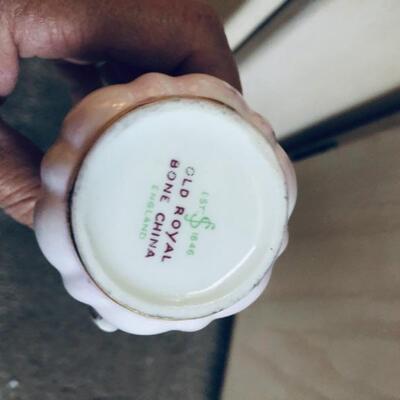 EST 1846
OLD ROYAL
BONE CHINA
ENGLAND